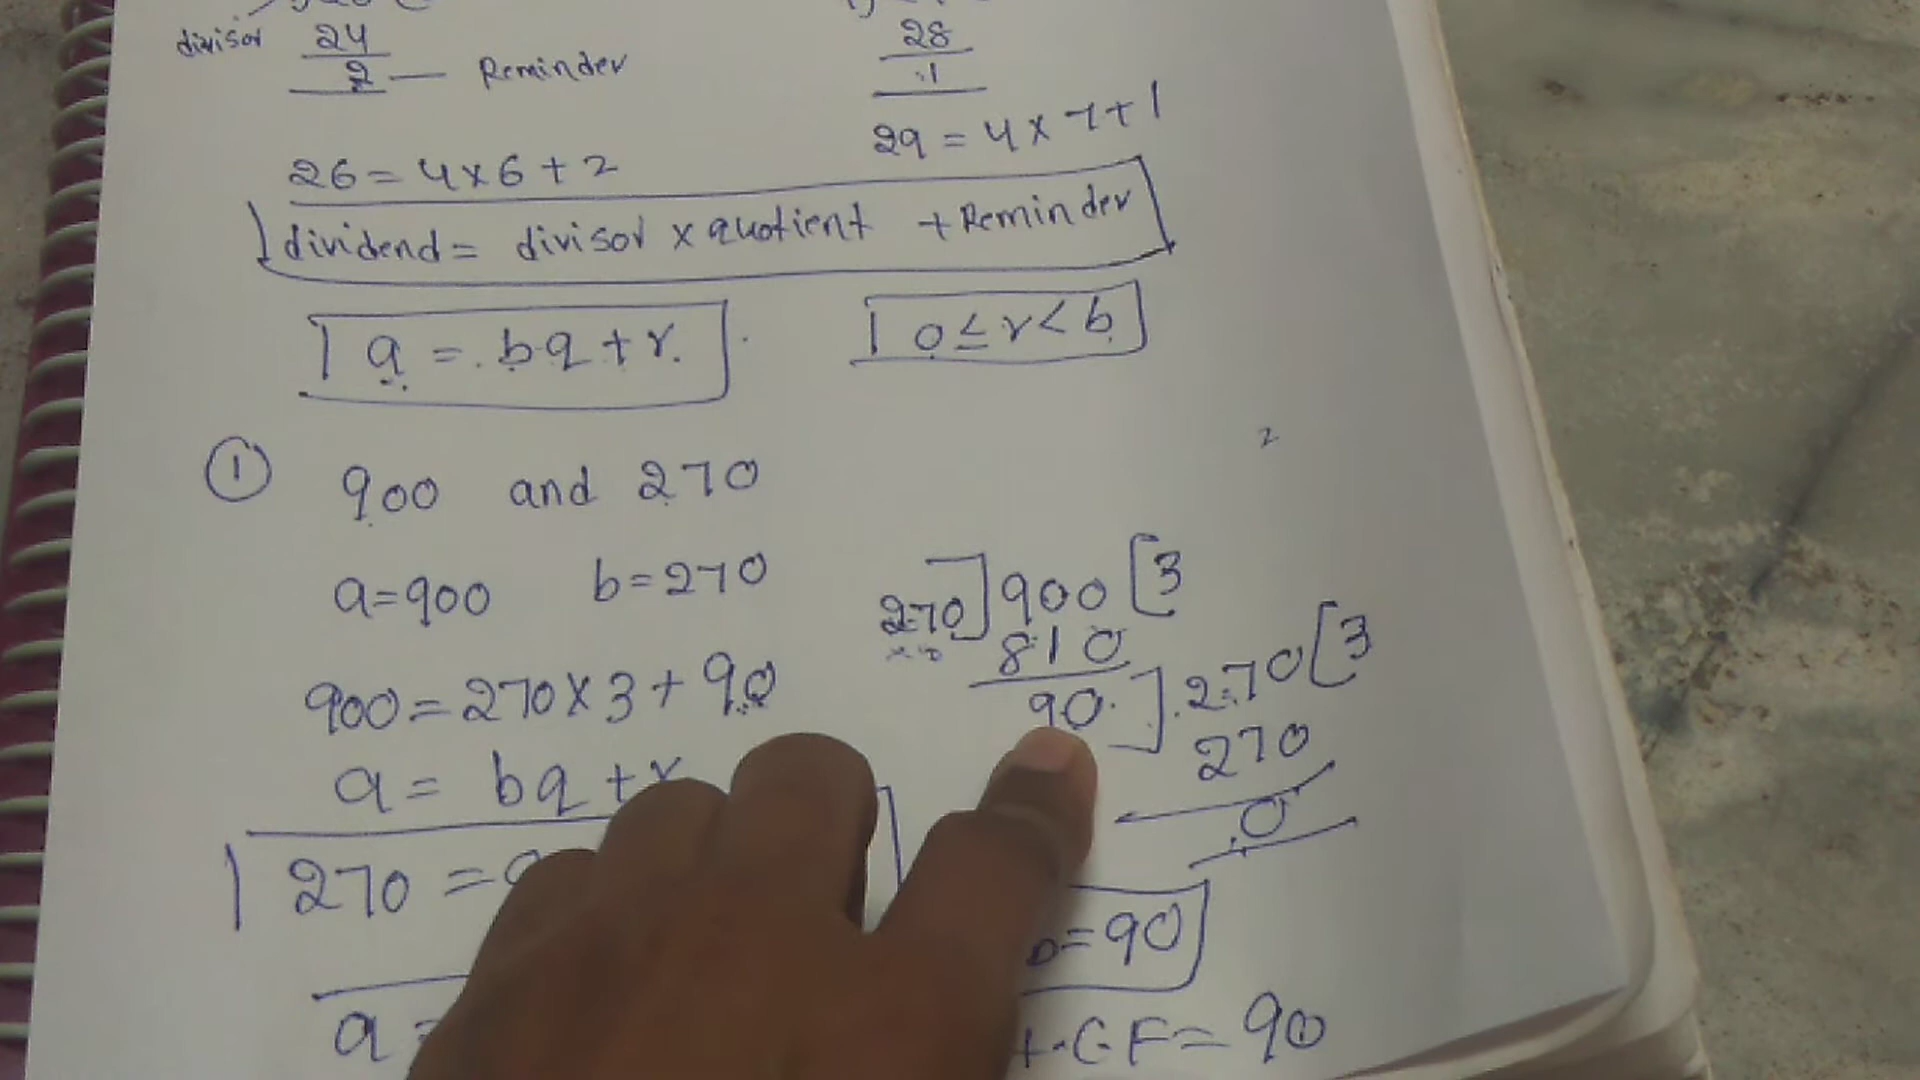 divisor 24
2 — Reminder
28
1
26 = 4 x 6 + 2
29 = 4 x 7 + 1
dividend = divisor x quotient + Reminder
a = bq + r
0 ≤ r < b
① 900 and 270
a = 900 b = 270
900 = 270 x 3 + 90
a = bq + r
270 =
a =
270 ] 900 [ 3
810
90 ] 270 [ 3
270
0
= 90
C.F = 90